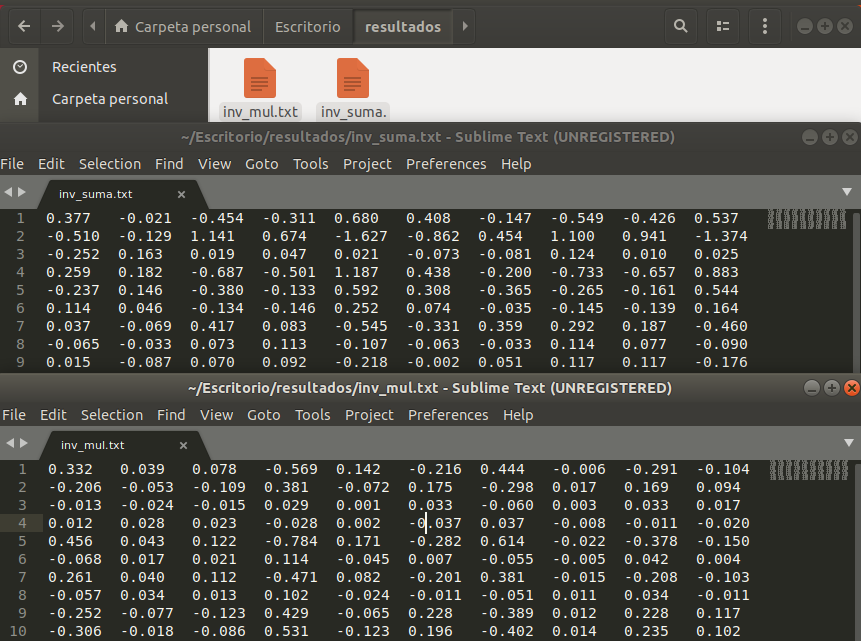 Carpeta personal Escritorio resultados
Recientes
Carpeta personal
inv_mul.txt inv_suma.
~/Escritorio/resultados/inv_suma.txt - Sublime Text (UNREGISTERED)
File Edit Selection Find View Goto Tools Project Preferences Help
inv_suma.txt ×
1 0.377 -0.021 -0.454 -0.311 0.680 0.408 -0.147 -0.549 -0.426 0.537
2 -0.510 -0.129 1.141 0.674 -1.627 -0.862 0.454 1.100 0.941 -1.374
3 -0.252 0.163 0.019 0.047 0.021 -0.073 -0.081 0.124 0.010 0.025
4 0.259 0.182 -0.687 -0.501 1.187 0.438 -0.200 -0.733 -0.657 0.883
5 -0.237 0.146 -0.380 -0.133 0.592 0.308 -0.365 -0.265 -0.161 0.544
6 0.114 0.046 -0.134 -0.146 0.252 0.074 -0.035 -0.145 -0.139 0.164
7 0.037 -0.069 0.417 0.083 -0.545 -0.331 0.359 0.292 0.187 -0.460
8 -0.065 -0.033 0.073 0.113 -0.107 -0.063 -0.033 0.114 0.077 -0.090
9 0.015 -0.087 0.070 0.092 -0.218 -0.002 0.051 0.117 0.117 -0.176
~/Escritorio/resultados/inv_mul.txt - Sublime Text (UNREGISTERED)
File Edit Selection Find View Goto Tools Project Preferences Help
inv_mul.txt ×
1 0.332 0.039 0.078 -0.569 0.142 -0.216 0.444 -0.006 -0.291 -0.104
2 -0.206 -0.053 -0.109 0.381 -0.072 0.175 -0.298 0.017 0.169 0.094
3 -0.013 -0.024 -0.015 0.029 0.001 0.033 -0.060 0.003 0.033 0.017
4 0.012 0.028 0.023 -0.028 0.002 -0.037 0.037 -0.008 -0.011 -0.020
5 0.456 0.043 0.122 -0.784 0.171 -0.282 0.614 -0.022 -0.378 -0.150
6 -0.068 0.017 0.021 0.114 -0.045 0.007 -0.055 -0.005 0.042 0.004
7 0.261 0.040 0.112 -0.471 0.082 -0.201 0.381 -0.015 -0.208 -0.103
8 -0.057 0.034 0.013 0.102 -0.024 -0.011 -0.051 0.011 0.034 -0.011
9 -0.252 -0.077 -0.123 0.429 -0.065 0.228 -0.389 0.012 0.228 0.117
10 -0.306 -0.018 -0.086 0.531 -0.123 0.196 -0.402 0.014 0.235 0.102